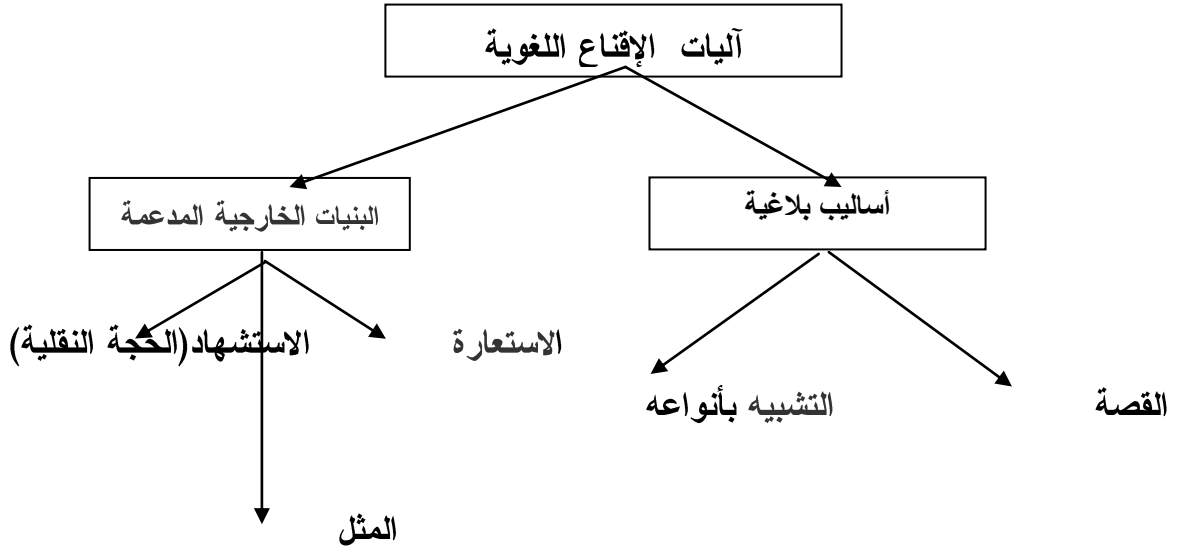 آليات الإقناع اللغوية
أساليب بلاغية
البنيات الخارجية المدعمة
الاستعارة
الاستشهاد(الحجة النقلية)
القصة
التشبيه بأنواعه
المثل